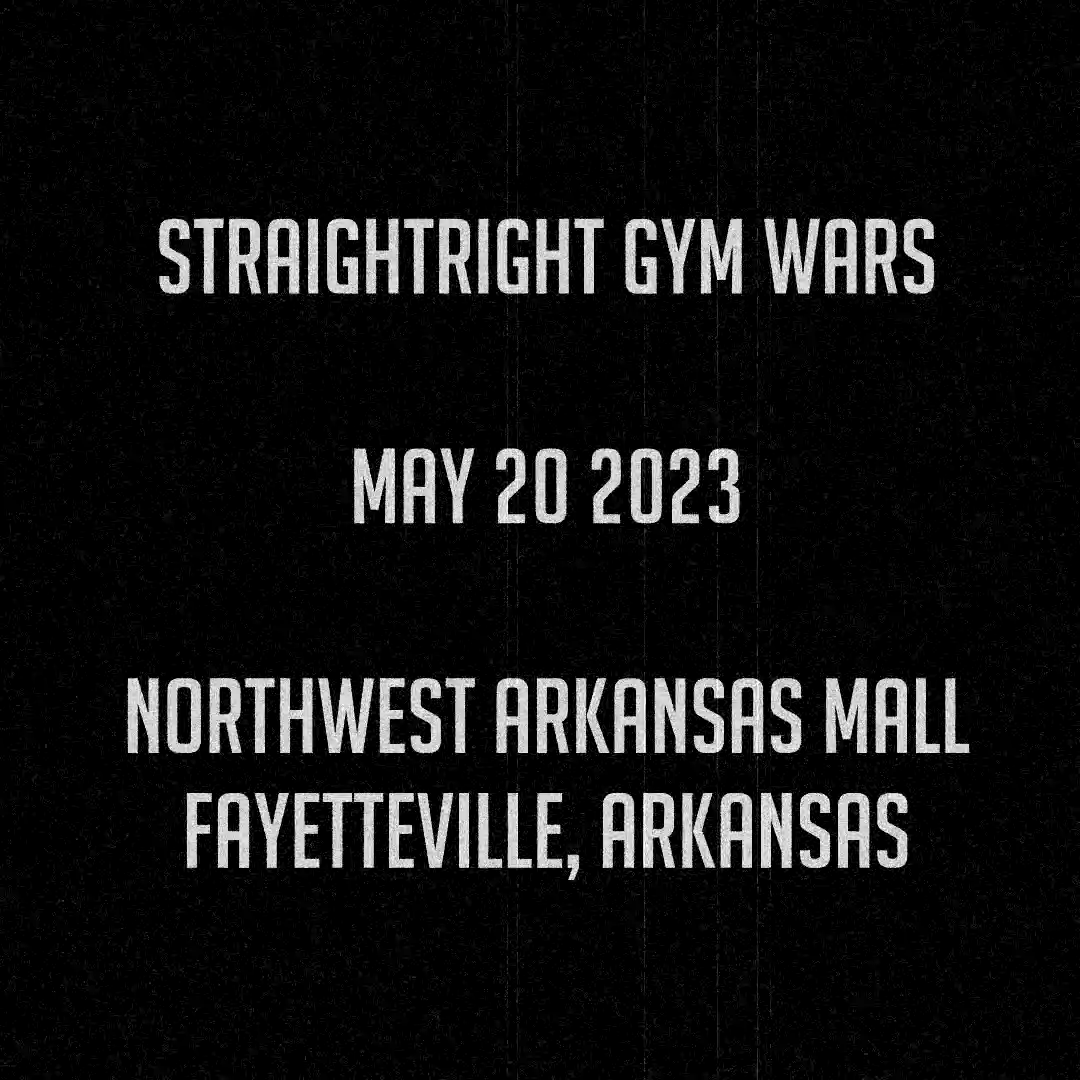 STRAIGHTRIGHT GYM WARS
MAY 20 2023
NORTHWEST ARKANSAS MALL
FAYETTEVILLE, ARKANSAS